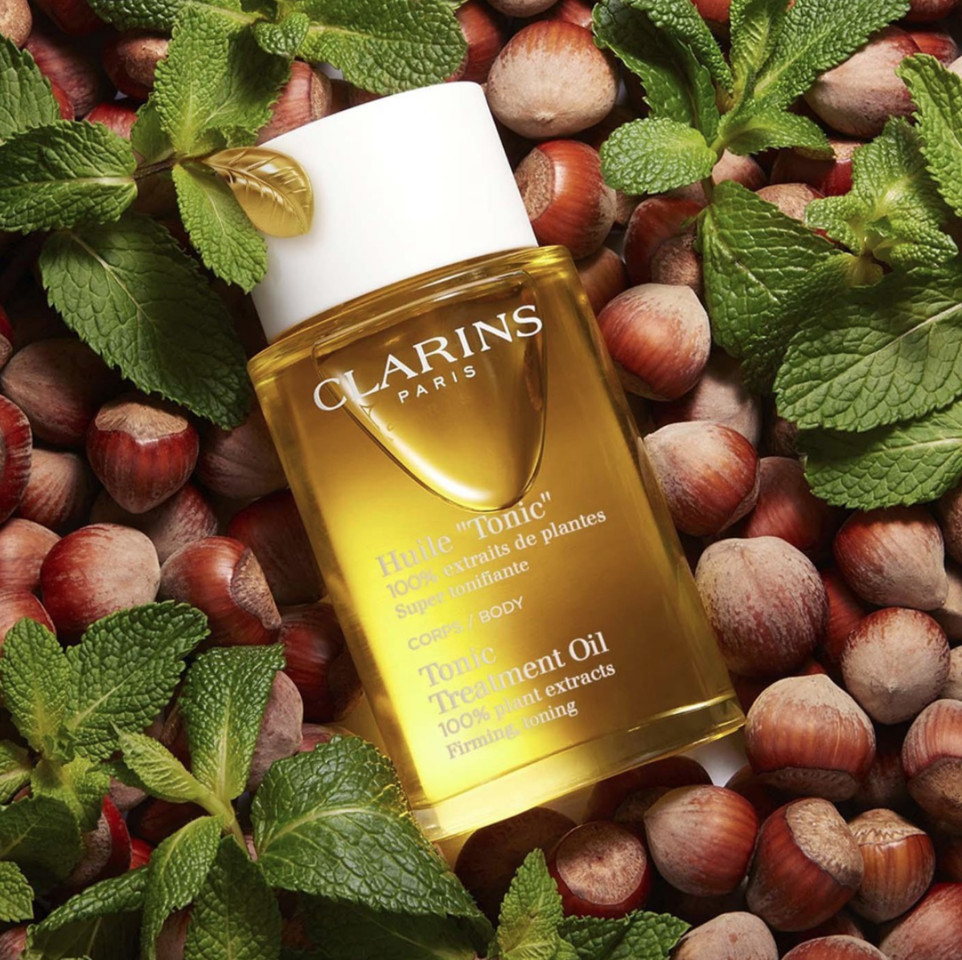 CLARINS
PARIS
Huile "Tonic"
100% extraits de plantes
Super tonifiante
CORPS / BODY
Tonic
Treatment Oil
100% plant extracts
Firming, toning